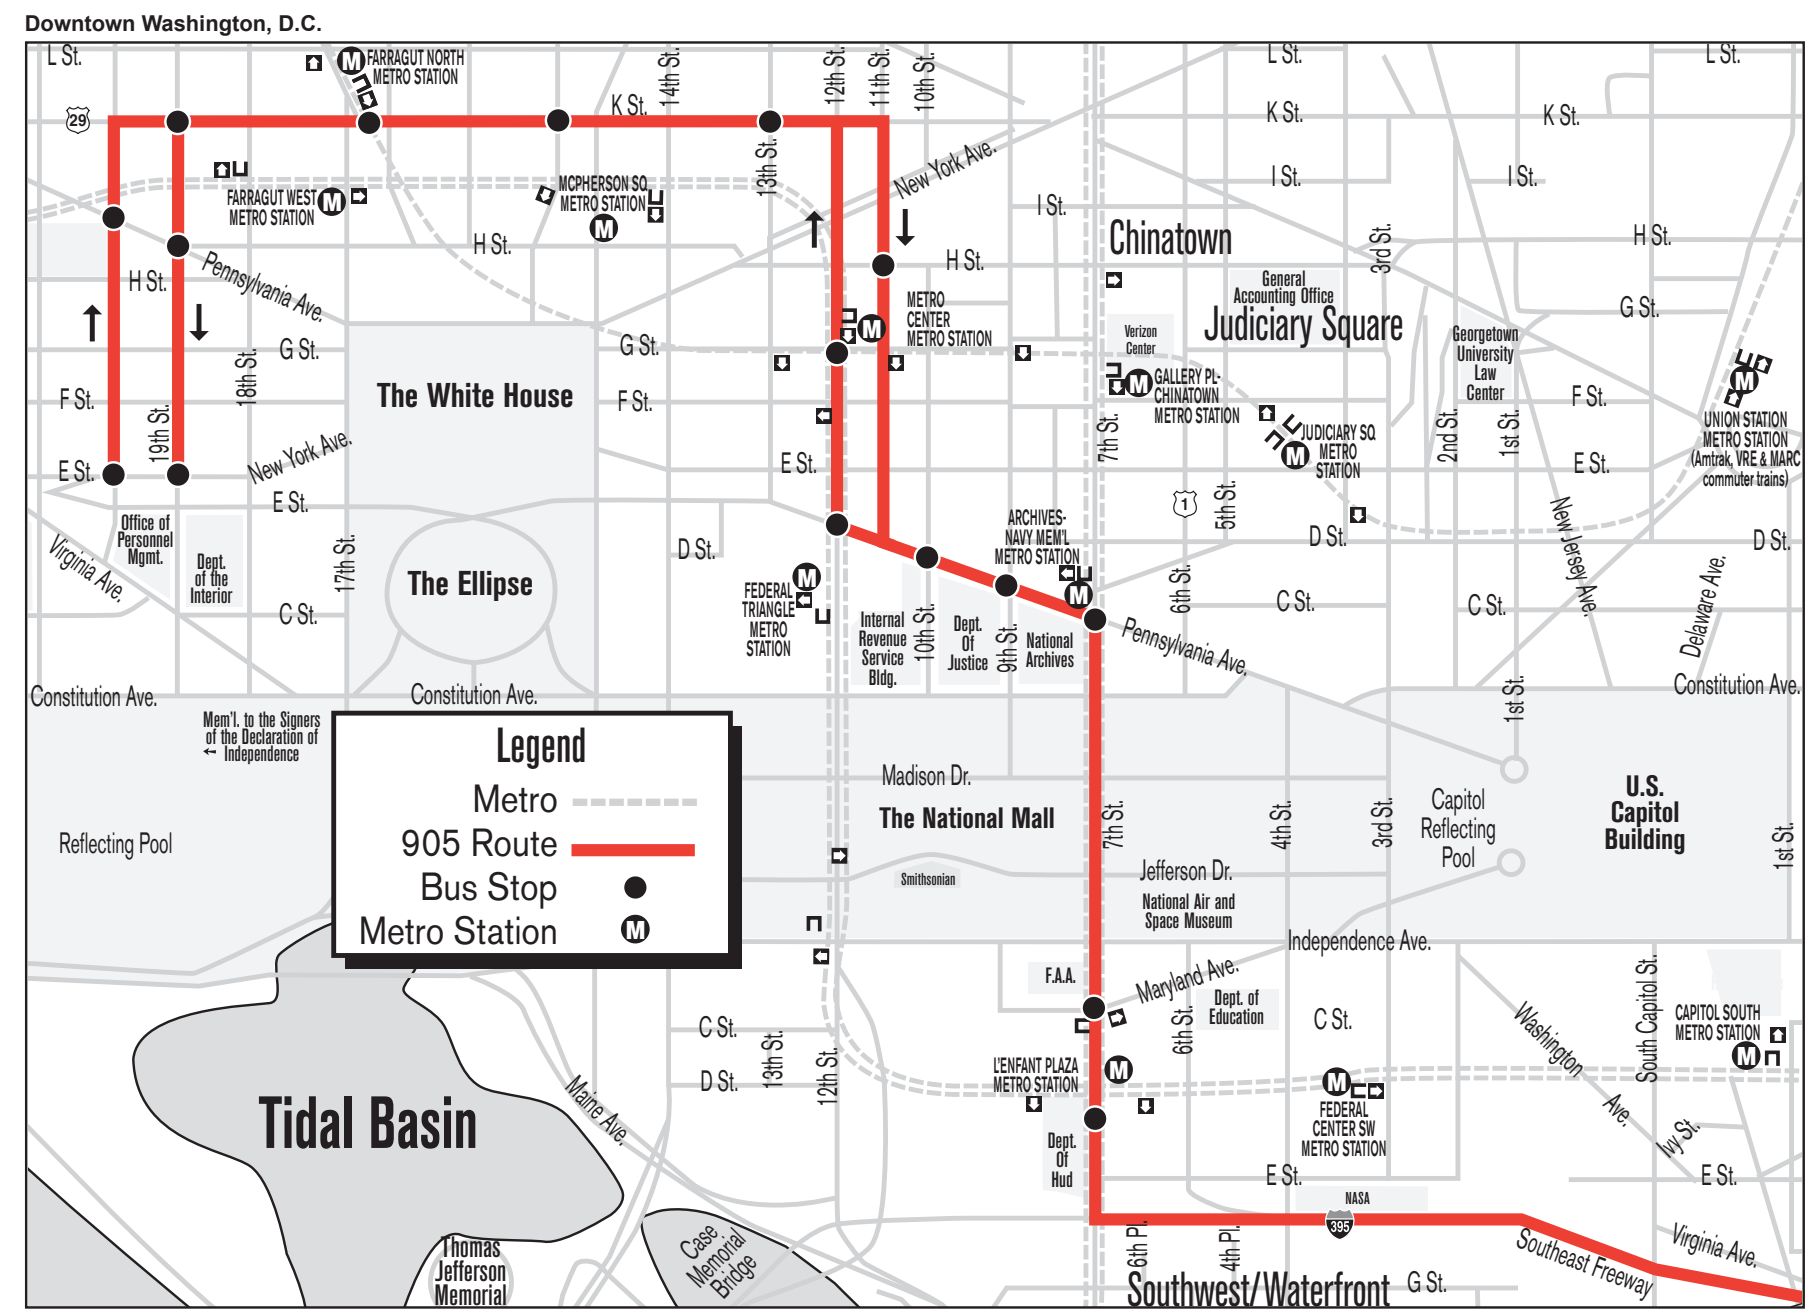 Downtown Washington, D.C.
L St.
FARRAGUT NORTH
METRO STATION
14th St.
12th St.
11th St.
10th St.
L St.
L St.
29
K St.
K St.
K St.
13th St.
New York Ave.
FARRAGUT WEST
METRO STATION
MCPHERSON SQ.
METRO STATION
I St.
I St.
I St.
H St.
H St.
H St.
H St.
Pennsylvania Ave.
Chinatown
3rd St.
General
Accounting Office
Judiciary Square
METRO
CENTER
METRO STATION
Verizon
Center
Georgetown
University
Law
Center
G St.
G St.
G St.
18th St.
The White House
F St.
F St.
F St.
GALLERY PL-
CHINATOWN
METRO STATION
JUDICIARY SQ.
METRO
STATION
UNION STATION
METRO STATION
(Amtrak, VRE & MARC
commuter trains)
19th St.
New York Ave.
7th St.
2nd St.
1st St.
E St.
E St.
E St.
E St.
1
5th St.
New Jersey Ave.
Office of
Personnel
Mgmt.
Dept.
of the
Interior
Virginia Ave.
17th St.
The Ellipse
D St.
D St.
D St.
ARCHIVES-
NAVY MEM'L
METRO STATION
FEDERAL
TRIANGLE
METRO
STATION
Internal
Revenue
Service
Bldg.
10th St.
Dept.
Of
Justice
9th St.
National
Archives
6th St.
C St.
C St.
C St.
Pennsylvania Ave.
Delaware Ave.
Constitution Ave.
Constitution Ave.
Constitution Ave.
1st St.
Mem'l. to the Signers
of the Declaration of
Independence
Legend
Metro
905 Route
Bus Stop
M
Metro Station
Reflecting Pool
Madison Dr.
The National Mall
Smithsonian
7th St.
4th St.
3rd St.
Capitol
Reflecting
Pool
U.S.
Capitol
Building
1st St.
Jefferson Dr.
National Air and
Space Museum
Independence Ave.
F.A.A.
Maryland Ave.
Dept. of
Education
6th St.
C St.
Washington
Ave.
South Capitol St.
CAPITOL SOUTH
METRO STATION
C St.
D St.
13th St.
12th St.
Maine Ave.
L'ENFANT PLAZA
METRO STATION
FEDERAL
CENTER SW
METRO STATION
Ivy St.
Tidal Basin
Dept.
Of
Hud
E St.
E St.
NASA
395
6th Pl.
4th Pl.
Southeast Freeway
Virginia Ave.
Thomas
Jefferson
Memorial
Case
Memorial
Bridge
Southwest/Waterfront
G St.